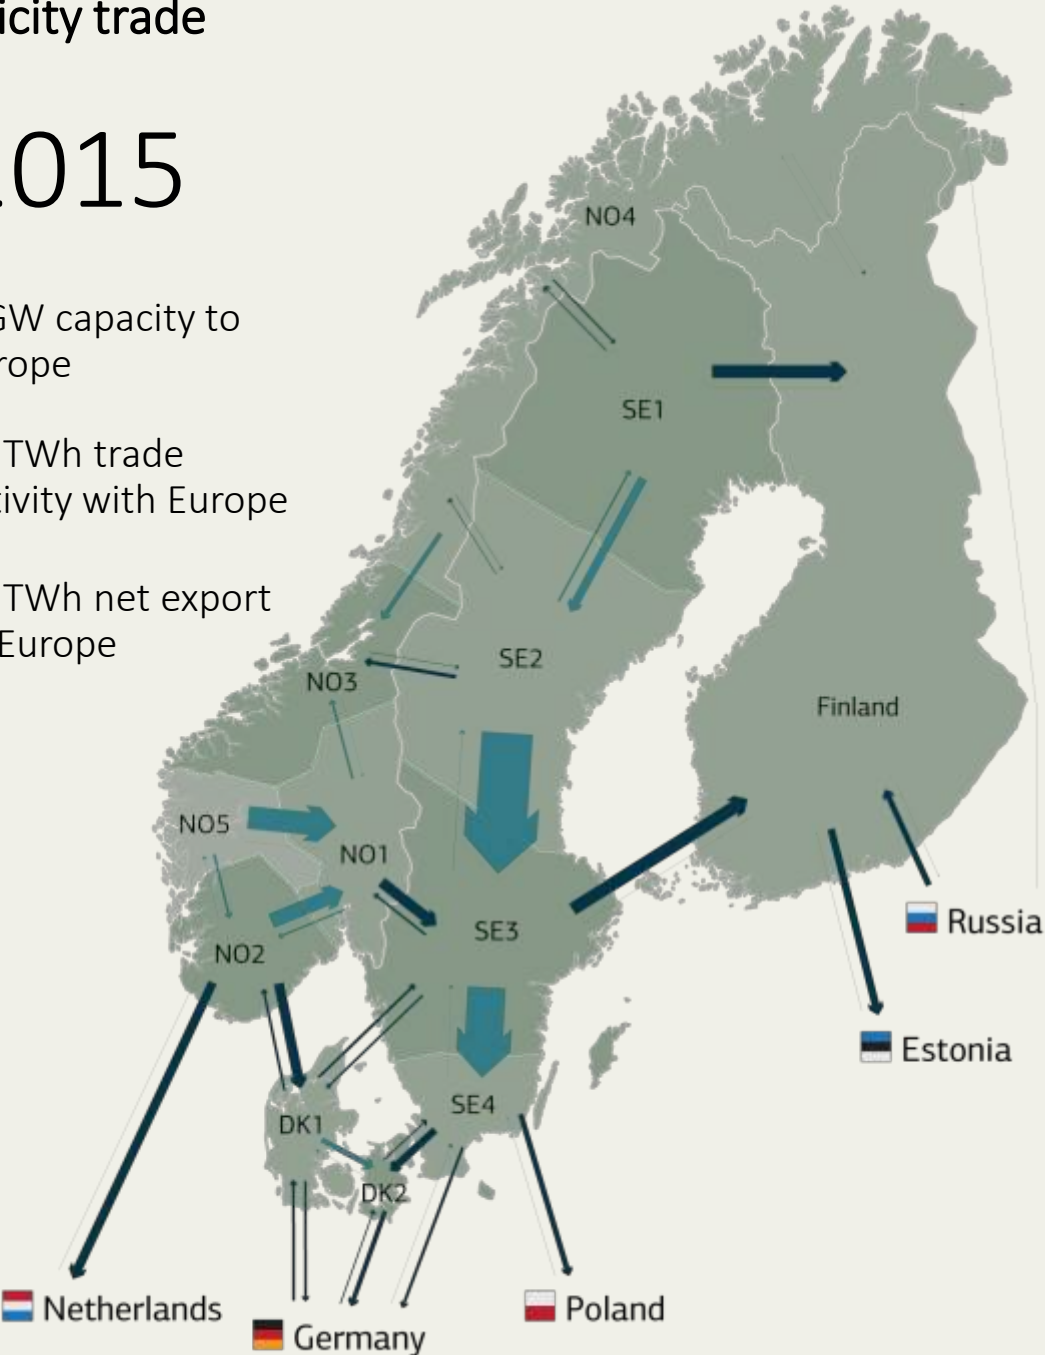 icity trade
2015
GW capacity to
rope
TWh trade
tivity with Europe
TWh net export
Europe
NO4
SE1
SE2
NO3
Finland
NO5
NO1
SE3
NO2
Russia
Estonia
SE4
DK1
DK2
Netherlands
Poland
Germany